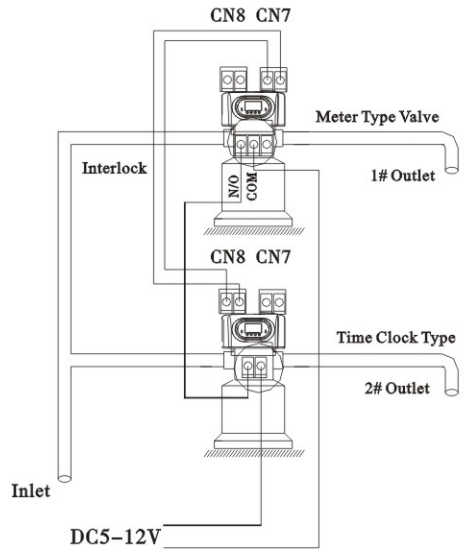 CN8 CN7
Meter Type Valve
Interlock
N/O
COM
1# Outlet
CN8 CN7
Time Clock Type
2# Outlet
Inlet
DC5-12V